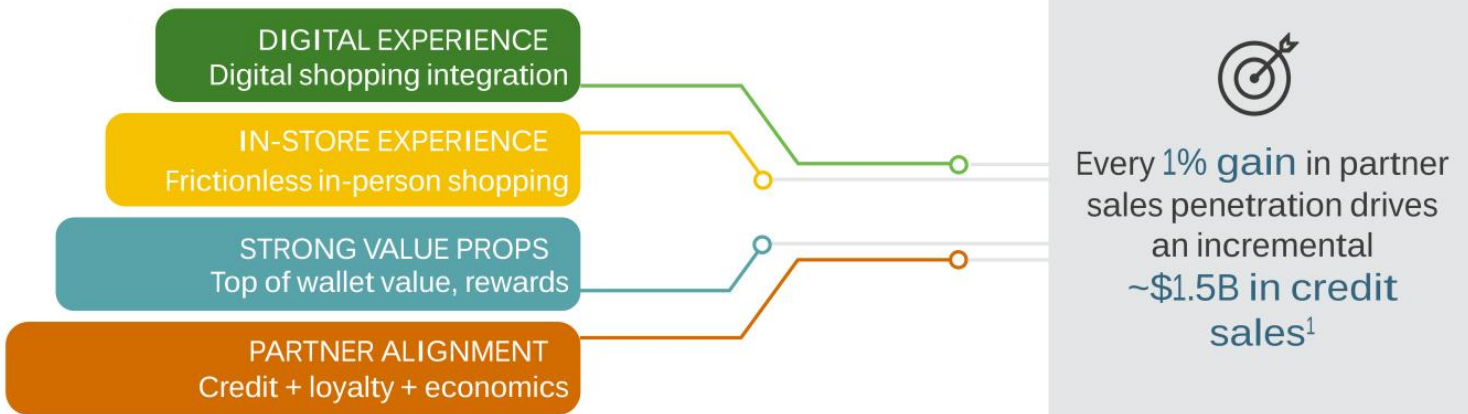 DIGITAL EXPERIENCE
Digital shopping integration
IN-STORE EXPERIENCE
Frictionless in-person shopping
STRONG VALUE PROPS
Top of wallet value, rewards
PARTNER ALIGNMENT
Credit + loyalty + economics
Every 1% gain in partner
sales penetration drives
an incremental
~$1.5B in credit
sales1